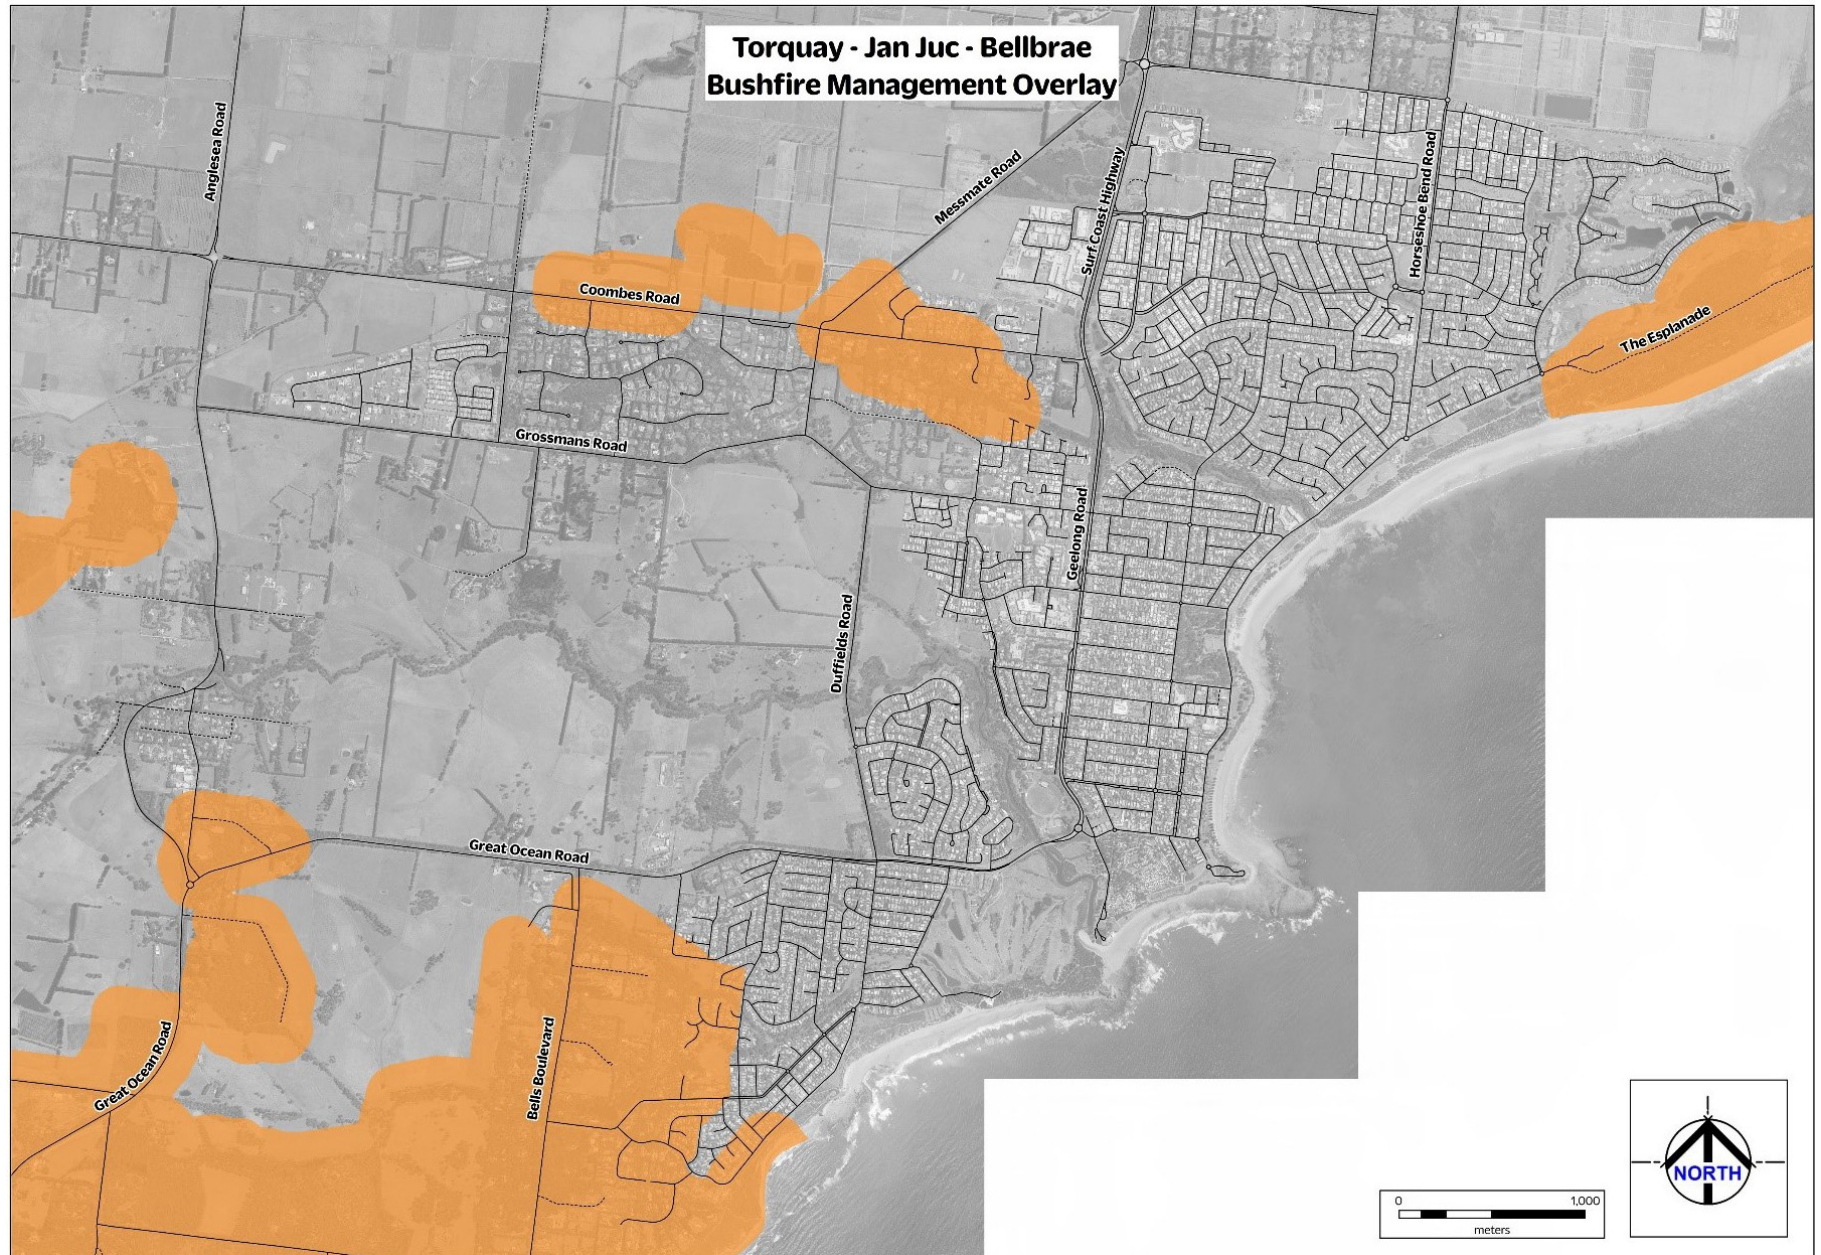 Torquay - Jan Juc - Bellbrae
Bushfire Management Overlay
Anglesea Road
Messmate Road
Surf Coast Highway
Horseshoe Bend Road
Coombes Road
The Esplanade
Grossmans Road
Geelong Road
Duffields Road
Great Ocean Road
Bells Boulevard
Great Ocean Road
NORTH
0 1,000
meters